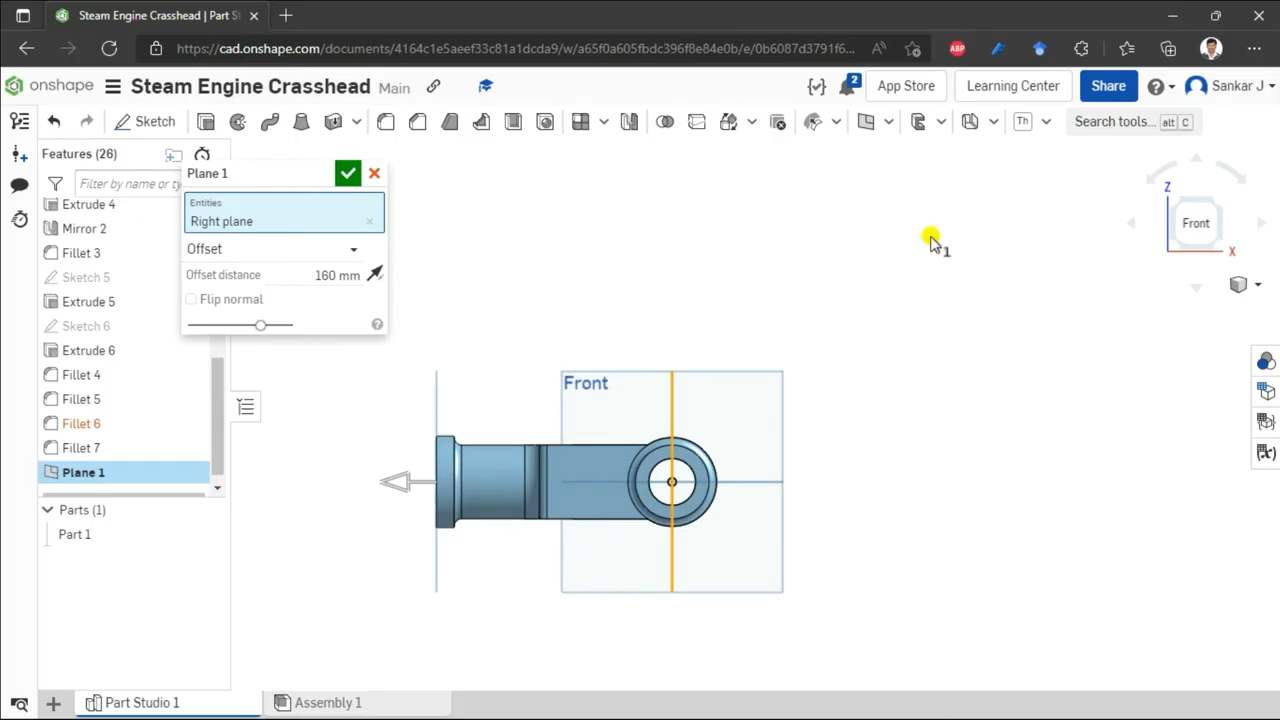 Steam Engine Crasshead | Part St
https://cad.onshape.com/documents/4164c1e5aeef33c81a1dcda9/w/a65f0a605fbdc396f8e84e0b/e/0b6087d3791f6...
ABP
onshape
Steam Engine Crasshead
Main
2
App Store
Learning Center
Share
Sankar J
Sketch
Th
Search tools...
alt
C
Features (26)
Filter by name or ty
Extrude 4
Mirror 2
Fillet 3
Sketch 5
Extrude 5
Sketch 6
Extrude 6
Fillet 4
Fillet 5
Fillet 6
Fillet 7
Plane 1
Parts (1)
Part 1
Plane 1
Entities
Right plane
Offset
Offset distance
160 mm
Flip normal
Front
1
Z
Front
X
Part Studio 1
Assembly 1